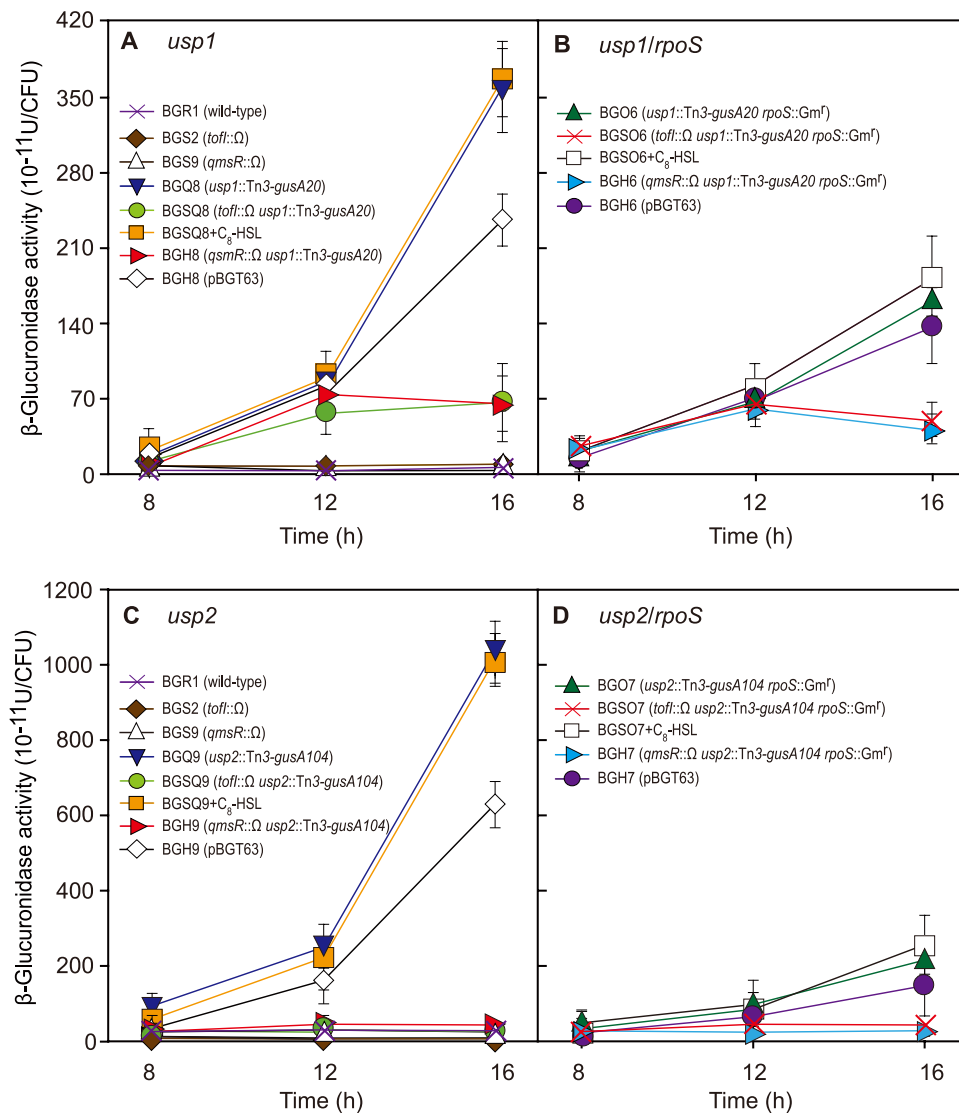 β-Glucuronidase activity (10⁻¹¹U/CFU)
420
350
280
210
140
70
0
A usp1
BGR1 (wild-type)
BGS2 (tofI::Ω)
BGS9 (qmsR::Ω)
BGQ8 (usp1::Tn3-gusA20)
BGSQ8 (tofI::Ω usp1::Tn3-gusA20)
BGSQ8+C₈-HSL
BGH8 (qsmR::Ω usp1::Tn3-gusA20)
BGH8 (pBGT63)
8 12 16
Time (h)
B usp1/rpoS
BGO6 (usp1::Tn3-gusA20 rpoS::Gmʳ)
BGSO6 (tofI::Ω usp1::Tn3-gusA20 rpoS::Gmʳ)
BGSO6+C₈-HSL
BGH6 (qmsR::Ω usp1::Tn3-gusA20 rpoS::Gmʳ)
BGH6 (pBGT63)
8 12 16
Time (h)
β-Glucuronidase activity (10⁻¹¹U/CFU)
1200
1000
800
600
400
200
0
C usp2
BGR1 (wild-type)
BGS2 (tofI::Ω)
BGS9 (qmsR::Ω)
BGQ9 (usp2::Tn3-gusA104)
BGSQ9 (tofI::Ω usp2::Tn3-gusA104)
BGSQ9+C₈-HSL
BGH9 (qmsR::Ω usp2::Tn3-gusA104)
BGH9 (pBGT63)
8 12 16
Time (h)
D usp2/rpoS
BGO7 (usp2::Tn3-gusA104 rpoS::Gmʳ)
BGSO7 (tofI::Ω usp2::Tn3-gusA104 rpoS::Gmʳ)
BGSO7+C₈-HSL
BGH7 (qmsR::Ω usp2::Tn3-gusA104 rpoS::Gmʳ)
BGH7 (pBGT63)
8 12 16
Time (h)